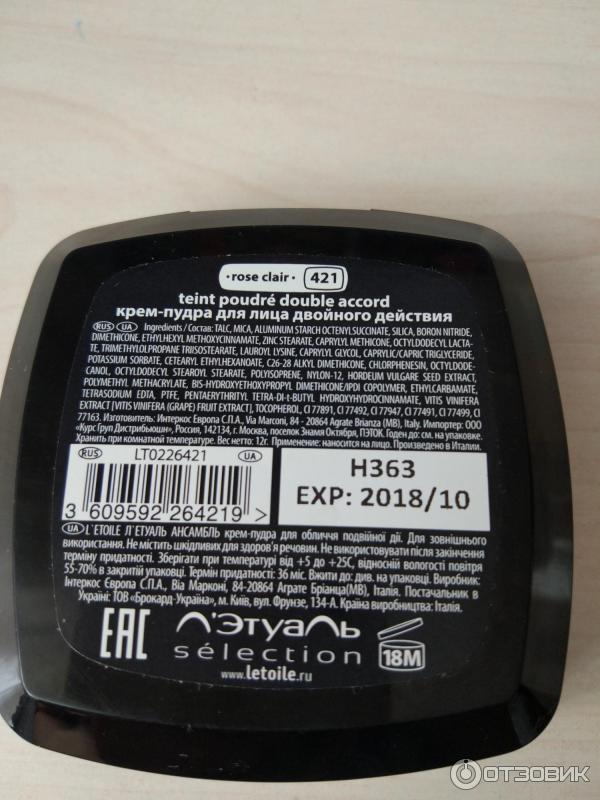 ·rose clair· 421
teint poudré double accord
крем-пудра для лица двойного действия
RUS UA Ingredients / Состав: TALC, MICA, ALUMINUM STARCH OCTENYLSUCCINATE, SILICA, BORON NITRIDE,
DIMETHICONE, ETHYLHEXYL METHOXYCINNAMATE, ZINC STEARATE, CAPRYLYL METHICONE, OCTYLDODECYL LACTA-
TE, TRIMETHYLOLPROPANE TRIISOSTEARATE, LAUROYL LYSINE, CAPRYLYL GLYCOL, CAPRYLIC/CAPRIC TRIGLYCERIDE,
POTASSIUM SORBATE, CETEARYL ETHYLHEXANOATE, C26-28 ALKYL DIMETHICONE, CHLORPHENESIN, OCTYLDODE-
CANOL, OCTYLDODECYL STEAROYL STEARATE, POLYISOPRENE, NYLON-12, HORDEUM VULGARE SEED EXTRACT,
POLYMETHYL METHACRYLATE, BIS-HYDROXYETHOXYPROPYL DIMETHICONE/IPDI COPOLYMER, ETHYLCARBAMATE,
TETRASODIUM EDTA, PTFE, PENTAERYTHRITYL TETRA-DI-t-BUTYL HYDROXYHYDROCINNAMATE, VITIS VINIFERA
EXTRACT [VITIS VINIFERA (GRAPE) FRUIT EXTRACT], TOCOPHEROL, CI 77891, CI 77492, CI 77947, CI 77491, CI 77499, CI
77163. Изготовитель: Интеркос Европа С.П.А., Via Marconi, 84 - 20864 Agrate Brianza (MB), Italy. Импортер: ООО
«Курс Груп Дистрибьюшн», Россия, 142134, г. Москва, поселок Знамя Октября, ПЭТОК. Годен до: см. на упаковке.
Хранить при комнатной температуре. Вес нетто: 12г. Применение: наносится на лицо. Произведено в Италии.
RUS LT0226421 UA
3 609592 264219 >
H363
EXP: 2018/10
UA L`ETOILE Л`ЕТУАЛЬ АНСАМБЛЬ крем-пудра для обличчя подвійної дії. Для зовнішнього
використання. Не містить шкідливих для здоров'я речовин. Не використовувати після закінчення
терміну придатності. Зберігати при температурі від +5 до +25C, відносній вологості повітря
55-70% в закритій упаковці. Термін придатності: 36 міс. Вжити до: див. на упаковці. Виробник:
Інтеркос Європа С.П.А., Віа Марконі, 84-20864 Аграте Бріанца(МВ), Італія. Постачальник в
Україні: ТОВ «Брокард-Україна», м. Київ, вул. Фрунзе, 134-А. Країна виробництва: Італія.
EAC Л'ЭТУАЛЬ
sélection 18M
www.letoile.ru
ОТЗОВИК